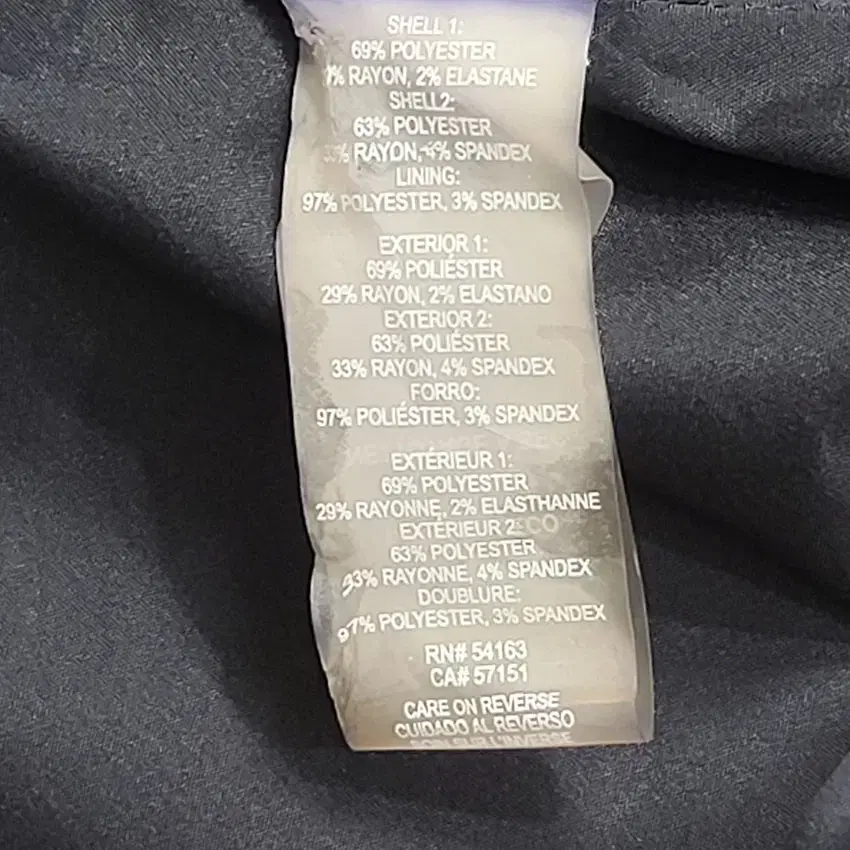 SHELL 1:
69% POLYESTER
RAYON, 2% ELASTANE
SHELL2:
63% POLYESTER
RAYON, 4% SPANDEX
LINING:
97% POLYESTER, 3% SPANDEX
EXTERIOR 1:
69% POLIÉSTER
29% RAYON, 2% ELASTANO
EXTERIOR 2:
63% POLIÉSTER
33% RAYON, 4% SPANDEX
FORRO:
97% POLIÉSTER, 3% SPANDEX
EXTÉRIEUR 1:
69% POLYESTER
29% RAYONNE, 2% ELASTHANNE
EXTÉRIEUR 2:
63% POLYESTER
33% RAYONNE, 4% SPANDEX
DOUBLURE:
97% POLYESTER, 3% SPANDEX
RN# 54163
CA# 57151
CARE ON REVERSE
CUIDADO AL REVERSO
L'INVERSE